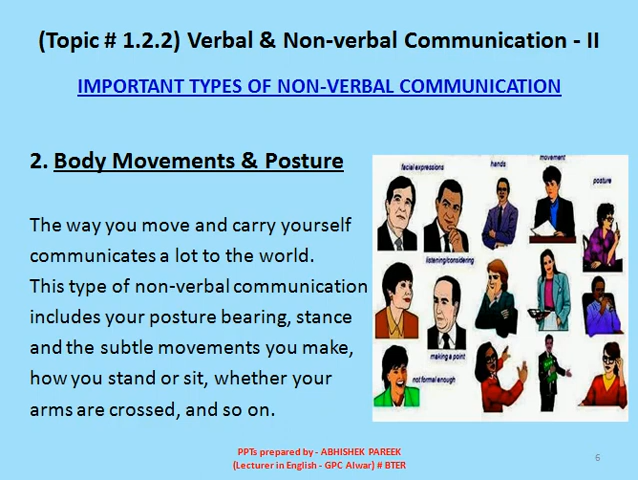 (Topic # 1.2.2) Verbal & Non-verbal Communication - II
IMPORTANT TYPES OF NON-VERBAL COMMUNICATION
2. Body Movements & Posture
The way you move and carry yourself
communicates a lot to the world.
This type of non-verbal communication
includes your posture bearing, stance
and the subtle movements you make,
how you stand or sit, whether your
arms are crossed, and so on.
facial expressions
hands
movement
posture
listening/considering
making a point
not formal enough
PPTs prepared by - ABHISHEK PAREEK
(Lecturer in English - GPC Alwar) # BTER
6